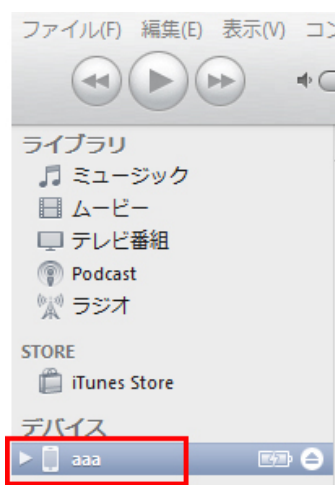 ファイル(F) 編集(E) 表示(V) コン
ライブラリ
ミュージック
ムービー
テレビ番組
Podcast
ラジオ
STORE
iTunes Store
デバイス
aaa